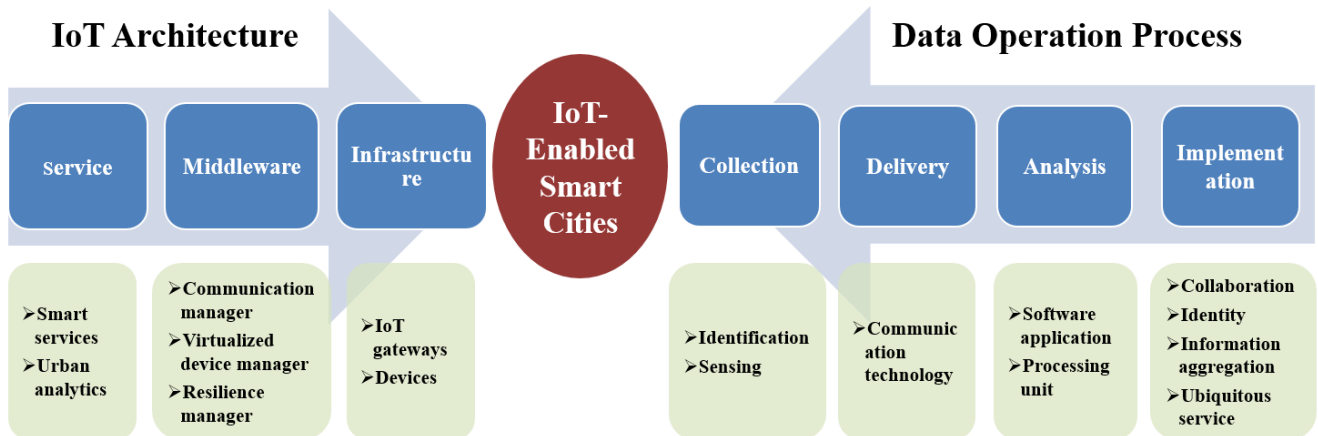 IoT Architecture
Data Operation Process
Service
Middleware
Infrastructu
re
IoT-
Enabled
Smart
Cities
Collection
Delivery
Analysis
Implement
ation
➢Smart
services
➢Urban
analytics
➢Communication
manager
➢Virtualized
device manager
➢Resilience
manager
➢IoT
gateways
➢Devices
➢Identification
➢Sensing
➢Communic
ation
technology
➢Software
application
➢Processing
unit
➢Collaboration
➢Identity
➢Information
aggregation
➢Ubiquitous
service